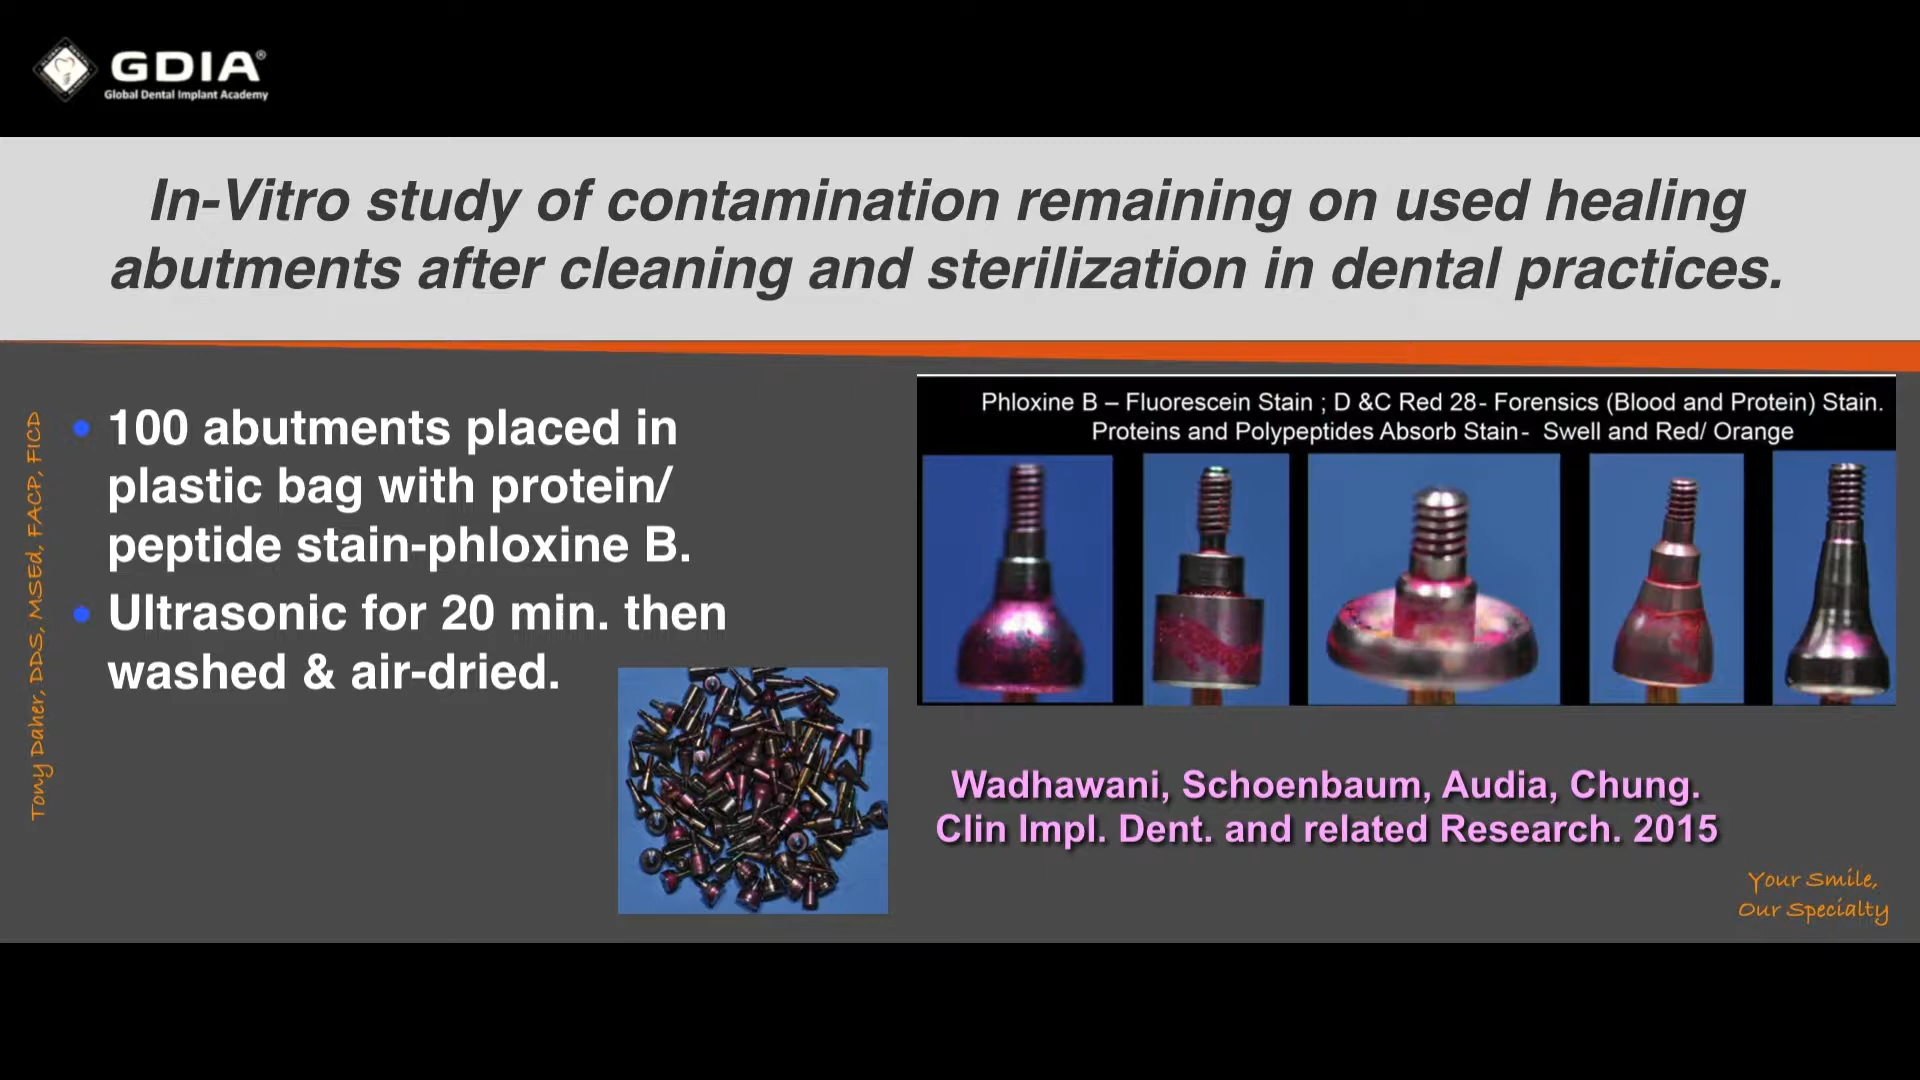 GDIA®
Global Dental Implant Academy
In-Vitro study of contamination remaining on used healing
abutments after cleaning and sterilization in dental practices.
Tony Daher, DDS, MSEd, FACP, FICD
• 100 abutments placed in
plastic bag with protein/
peptide stain-phloxine B.
• Ultrasonic for 20 min. then
washed & air-dried.
Phloxine B – Fluorescein Stain ; D &C Red 28- Forensics (Blood and Protein) Stain.
Proteins and Polypeptides Absorb Stain- Swell and Red/ Orange
Wadhawani, Schoenbaum, Audia, Chung.
Clin Impl. Dent. and related Research. 2015
Your Smile,
Our Specialty